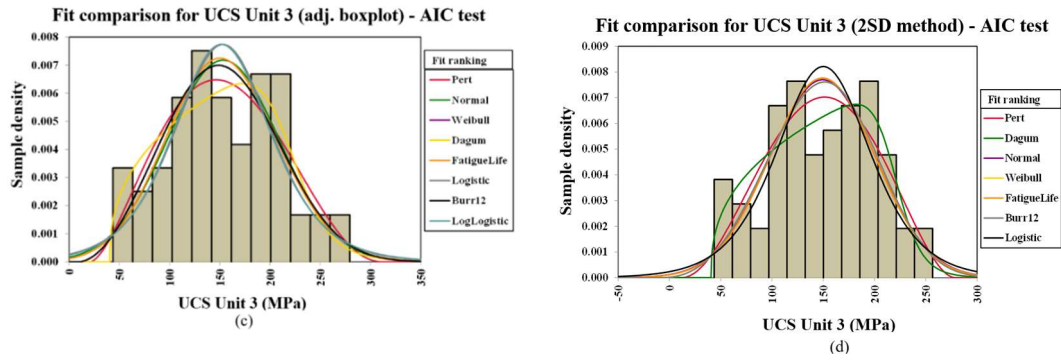 Fit comparison for UCS Unit 3 (adj. boxplot) - AIC test
0.008
0.007
0.006
0.005
0.004
0.003
0.002
0.001
0.000
Sample density
0
50
100
150
200
250
300
350
UCS Unit 3 (MPa)
(c)
Fit ranking
Pert
Normal
Weibull
Dagum
FatigueLife
Logistic
Burr12
LogLogistic
Fit comparison for UCS Unit 3 (2SD method) - AIC test
0.009
0.008
0.007
0.006
0.005
0.004
0.003
0.002
0.001
0.000
Sample density
-50
0
50
100
150
200
250
300
UCS Unit 3 (MPa)
(d)
Fit ranking
Pert
Dagum
Normal
Weibull
FatigueLife
Burr12
Logistic